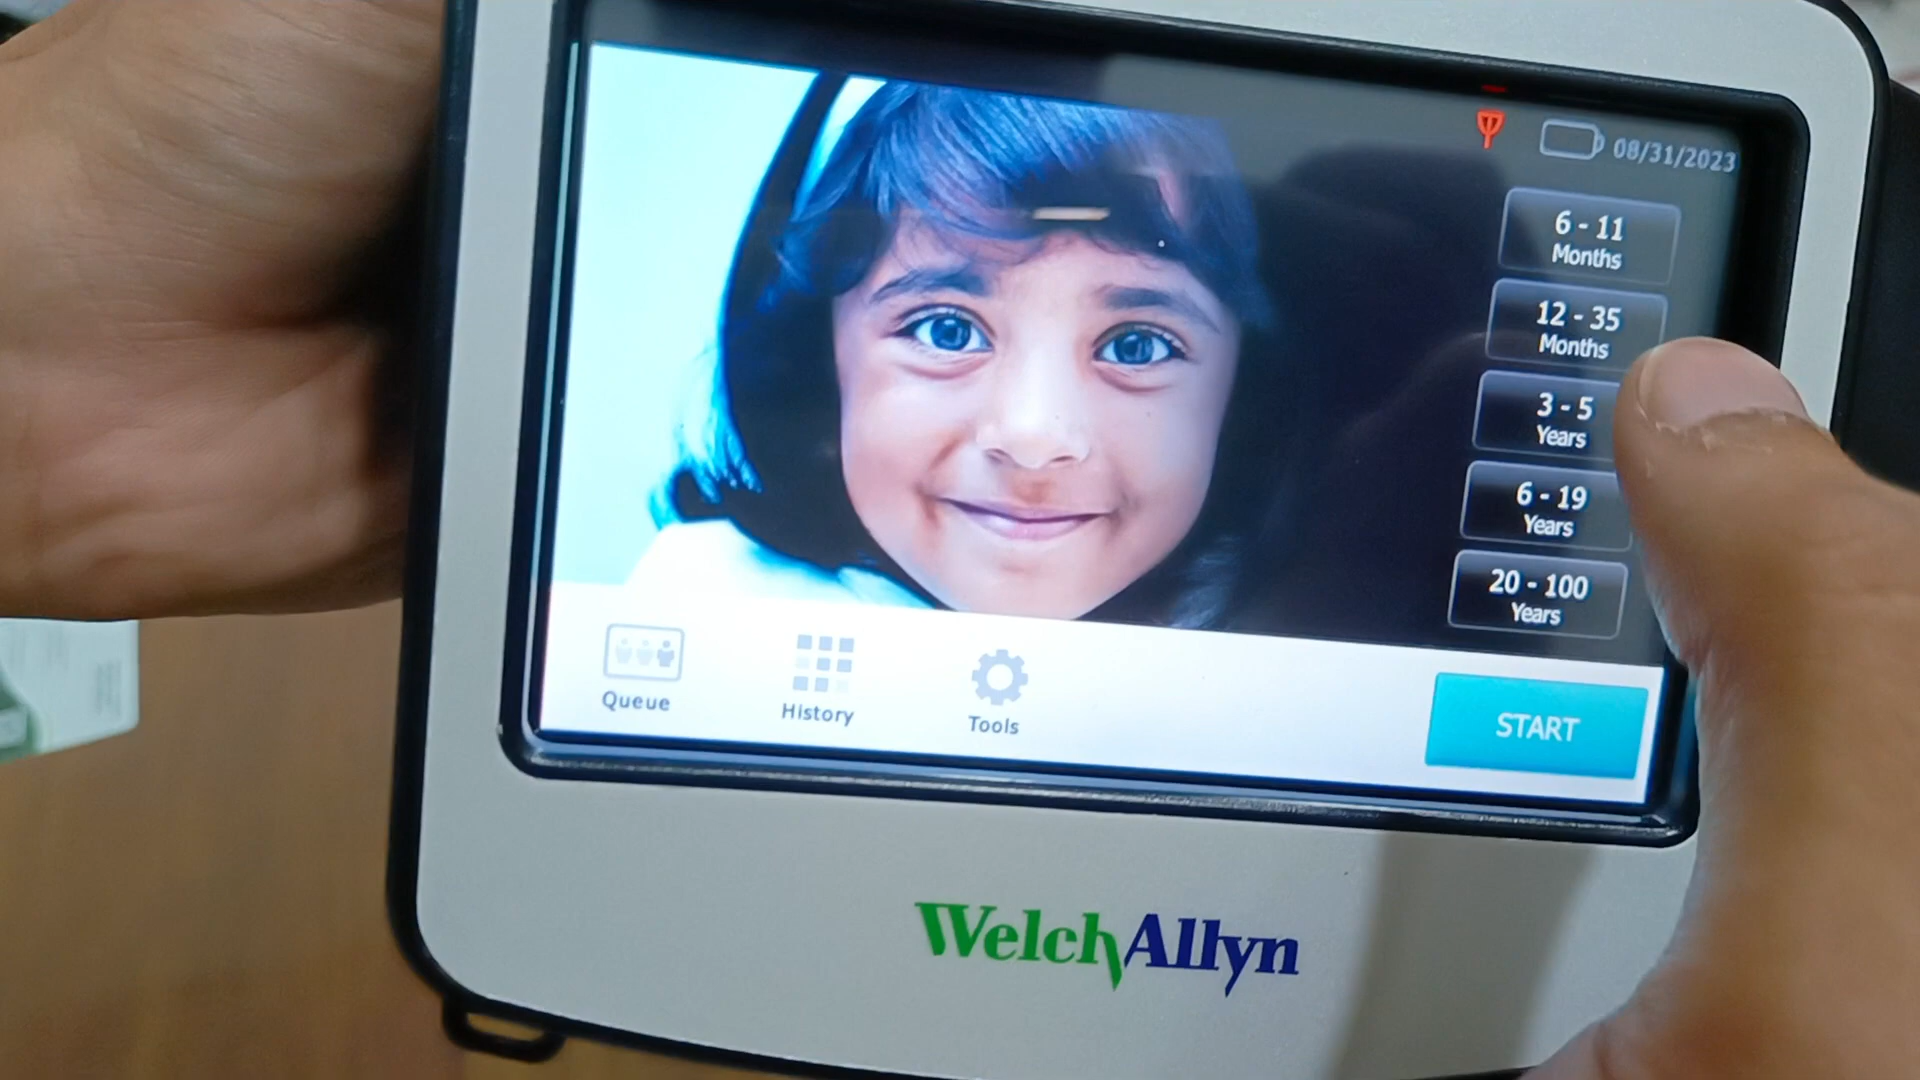 08/31/2023
6 - 11
Months
12 - 35
Months
3 - 5
Years
6 - 19
Years
20 - 100
Years
Queue
History
Tools
START
WelchAllyn